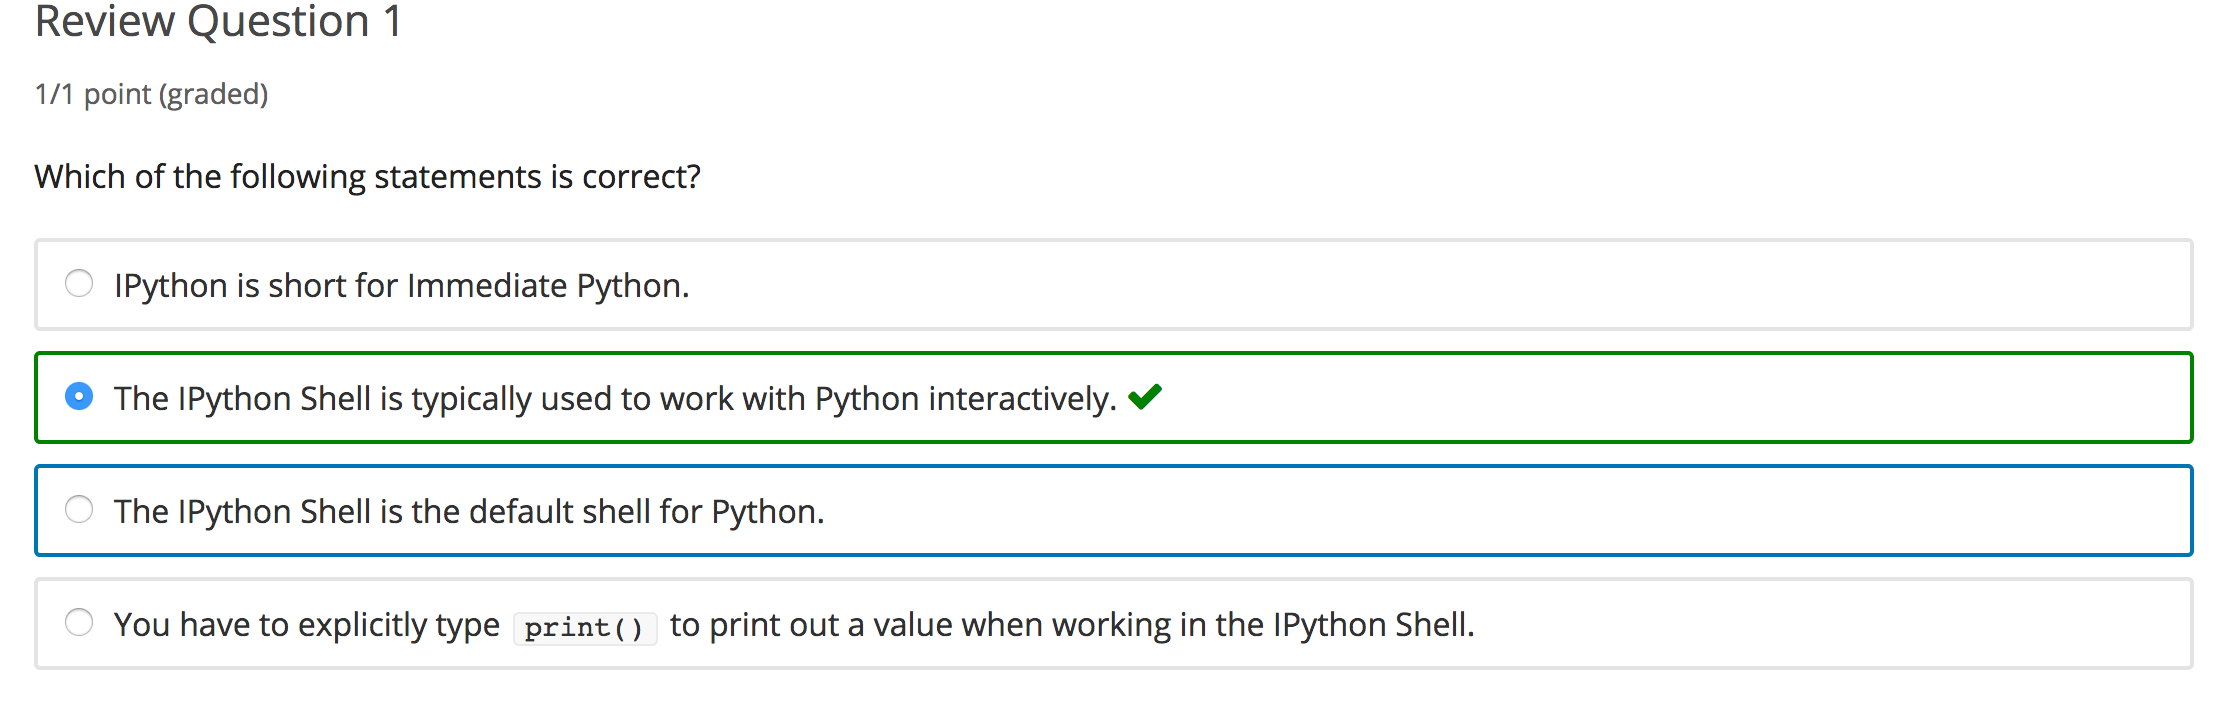 Review Question 1
1/1 point (graded)
Which of the following statements is correct?
IPython is short for Immediate Python.
The IPython Shell is typically used to work with Python interactively.
The IPython Shell is the default shell for Python.
You have to explicitly type print() to print out a value when working in the IPython Shell.